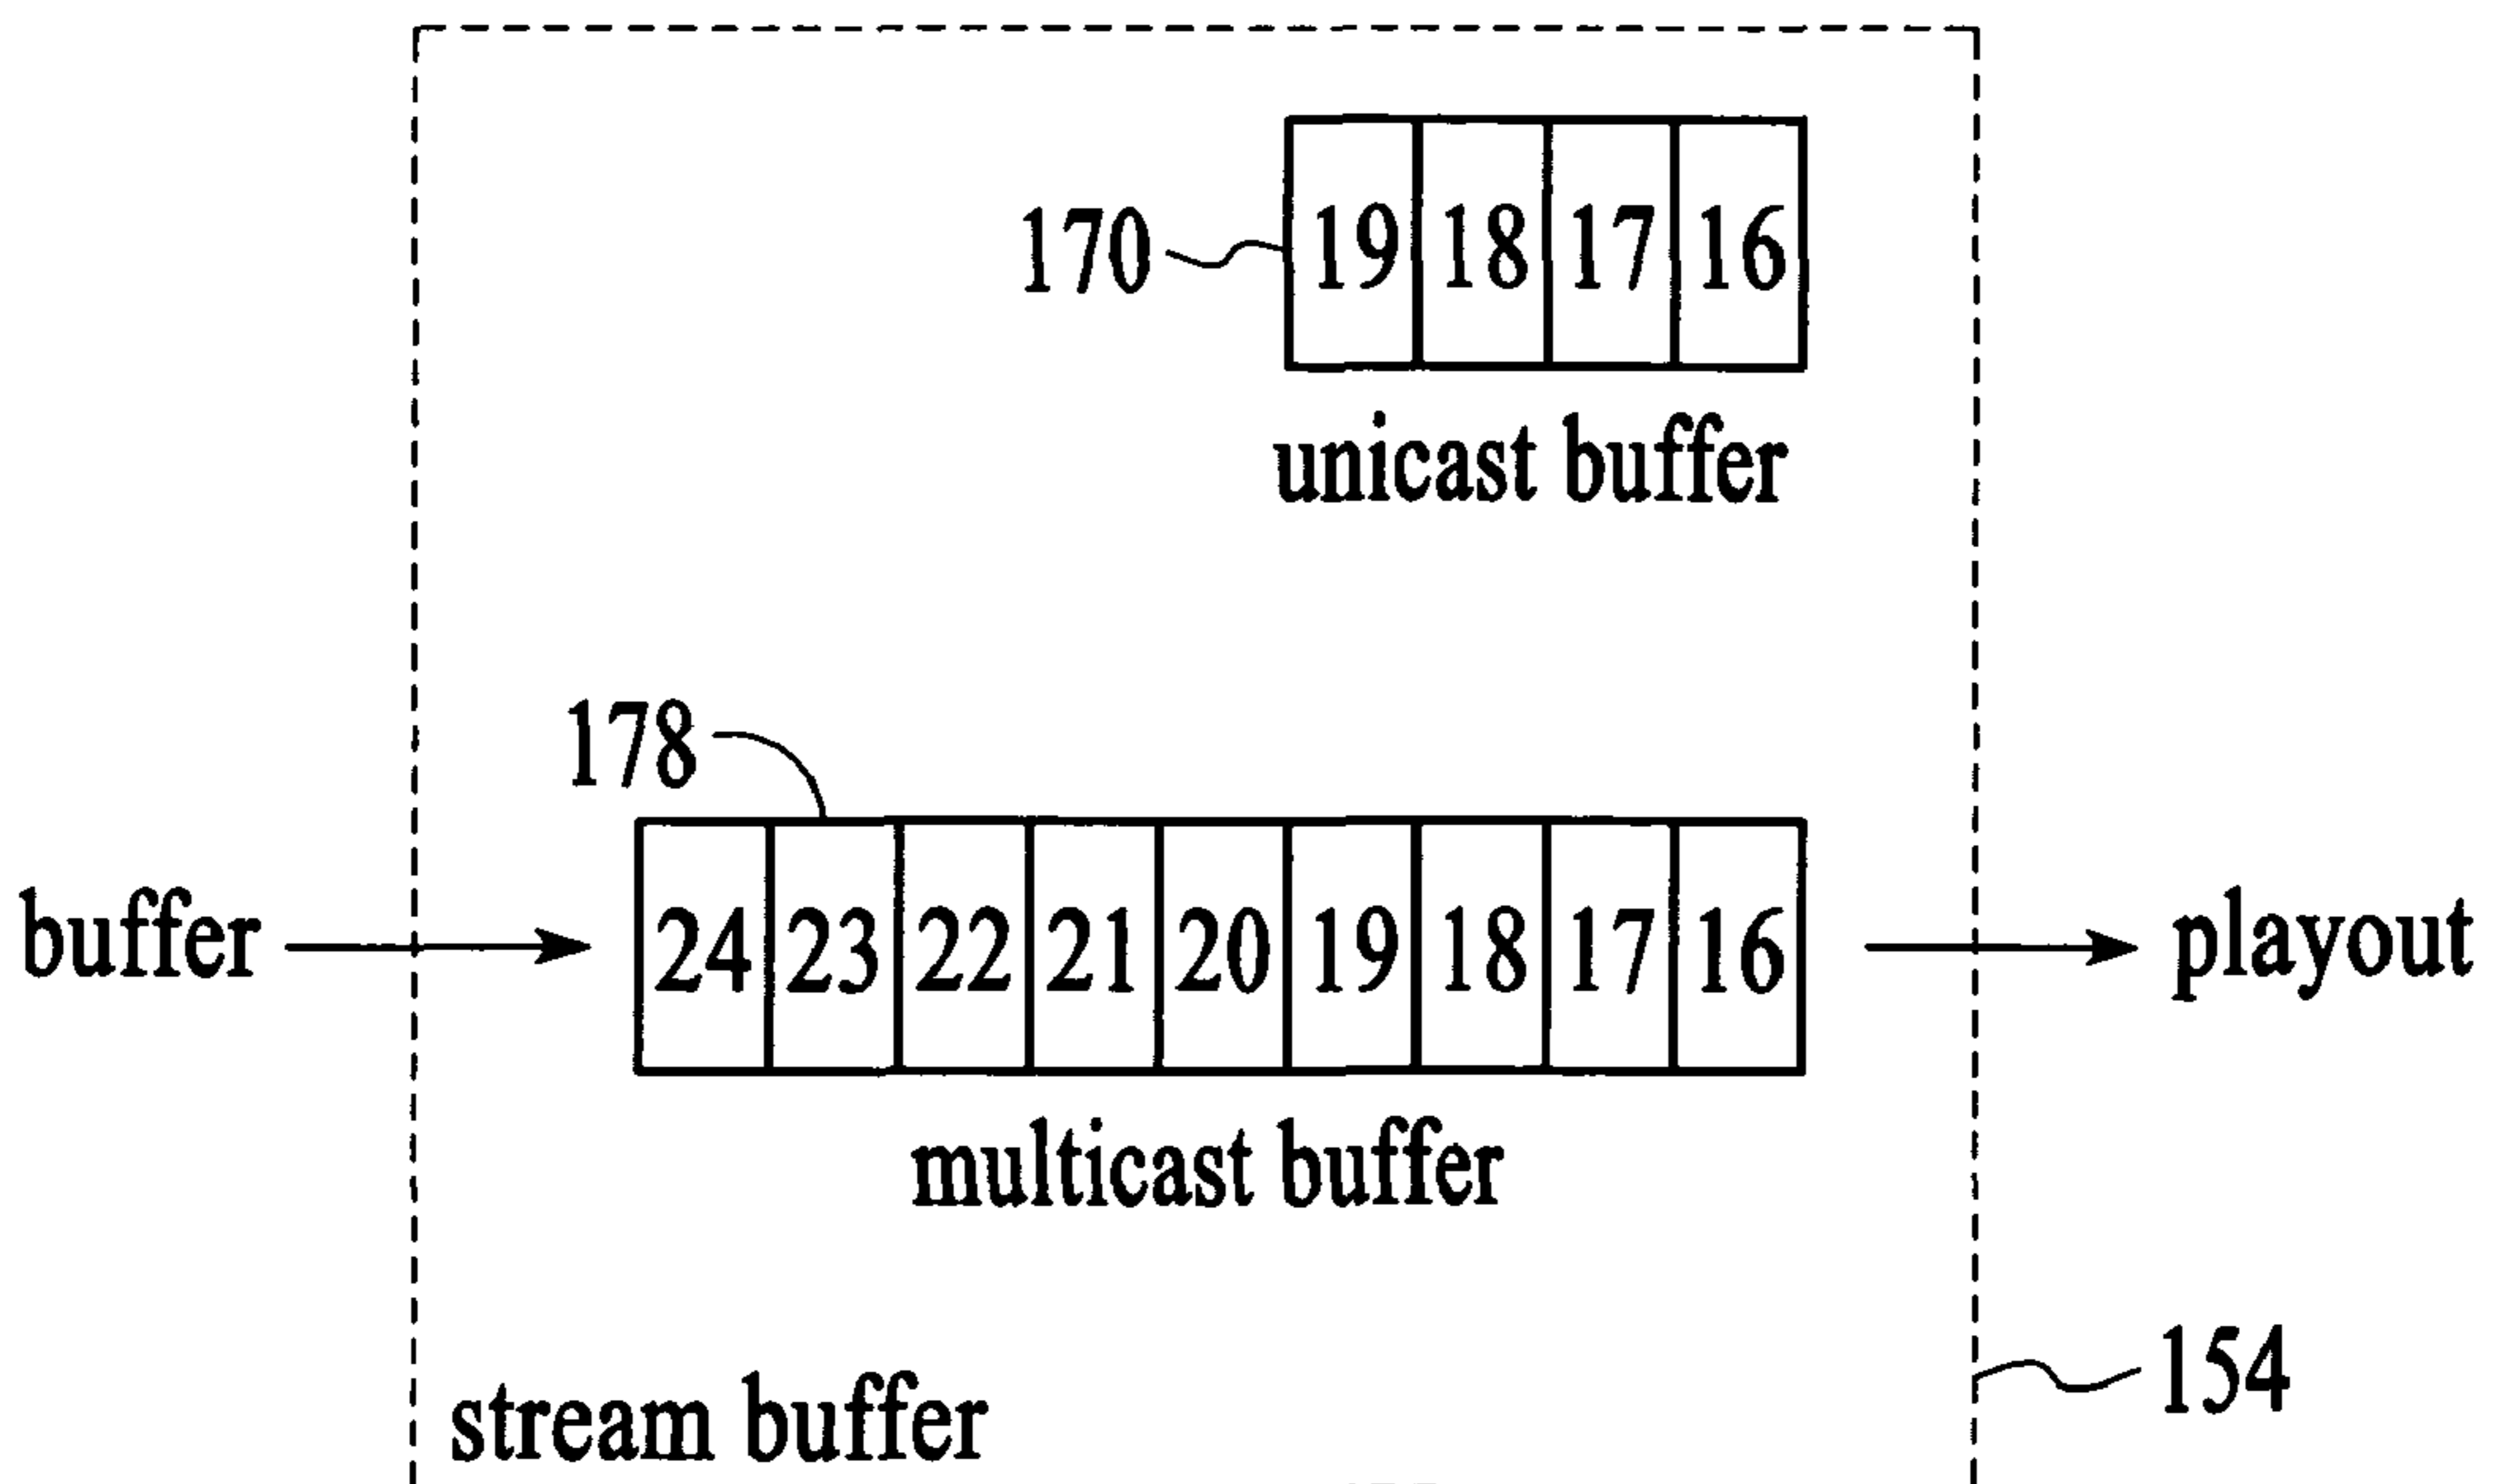 170 19 18 17 16
unicast buffer
178
buffer 24 23 22 21 20 19 18 17 16 playout
multicast buffer
154
stream buffer